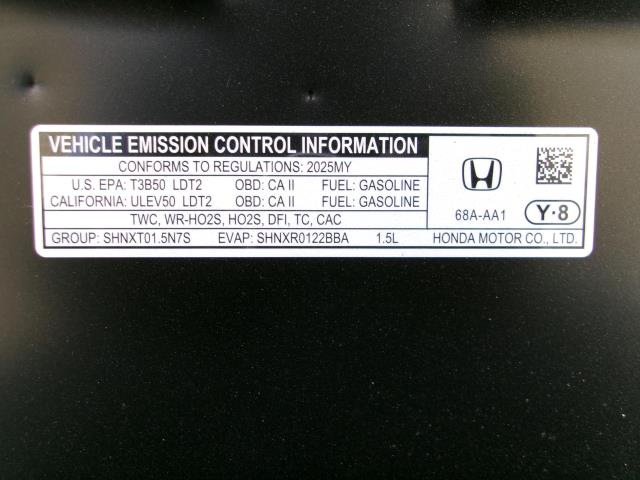 VEHICLE EMISSION CONTROL INFORMATION
CONFORMS TO REGULATIONS: 2025MY
U.S. EPA: T3B50 LDT2 OBD: CA II FUEL: GASOLINE
CALIFORNIA: ULEV50 LDT2 OBD: CA II FUEL: GASOLINE
TWC, WR-HO2S, HO2S, DFI, TC, CAC
GROUP: SHNXT01.5N7S EVAP: SHNXR0122BBA 1.5L
68A-AA1
Y·8
HONDA MOTOR CO., LTD.